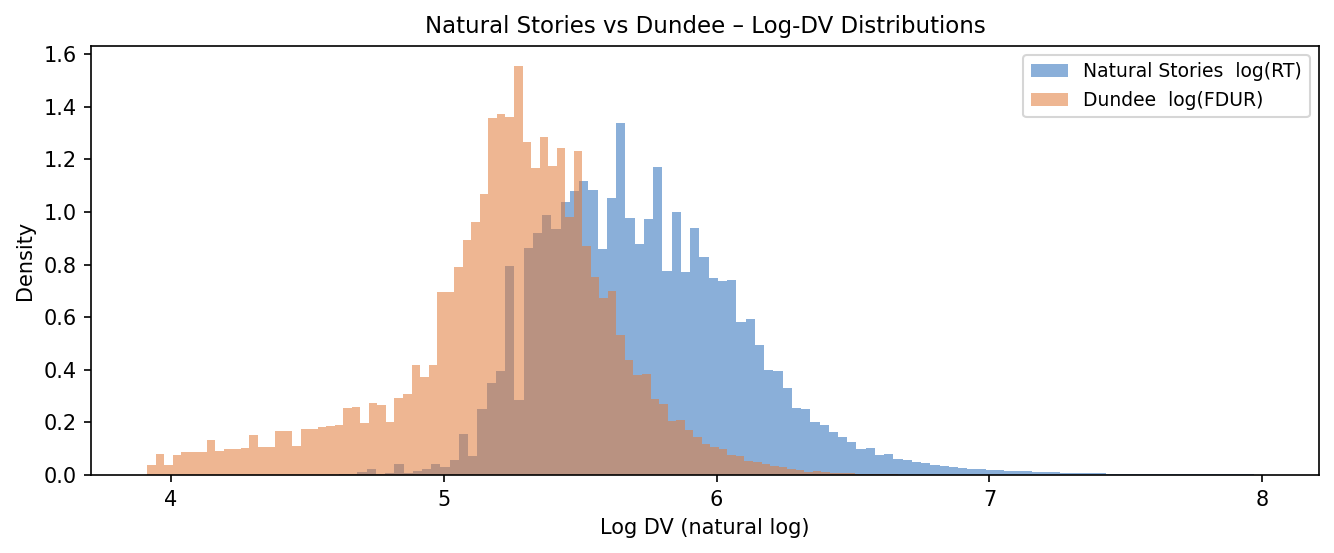 Natural Stories vs Dundee – Log-DV Distributions
Natural Stories  log(RT)
Dundee  log(FDUR)
Density
1.6
1.4
1.2
1.0
0.8
0.6
0.4
0.2
0.0
4 5 6 7 8
Log DV (natural log)